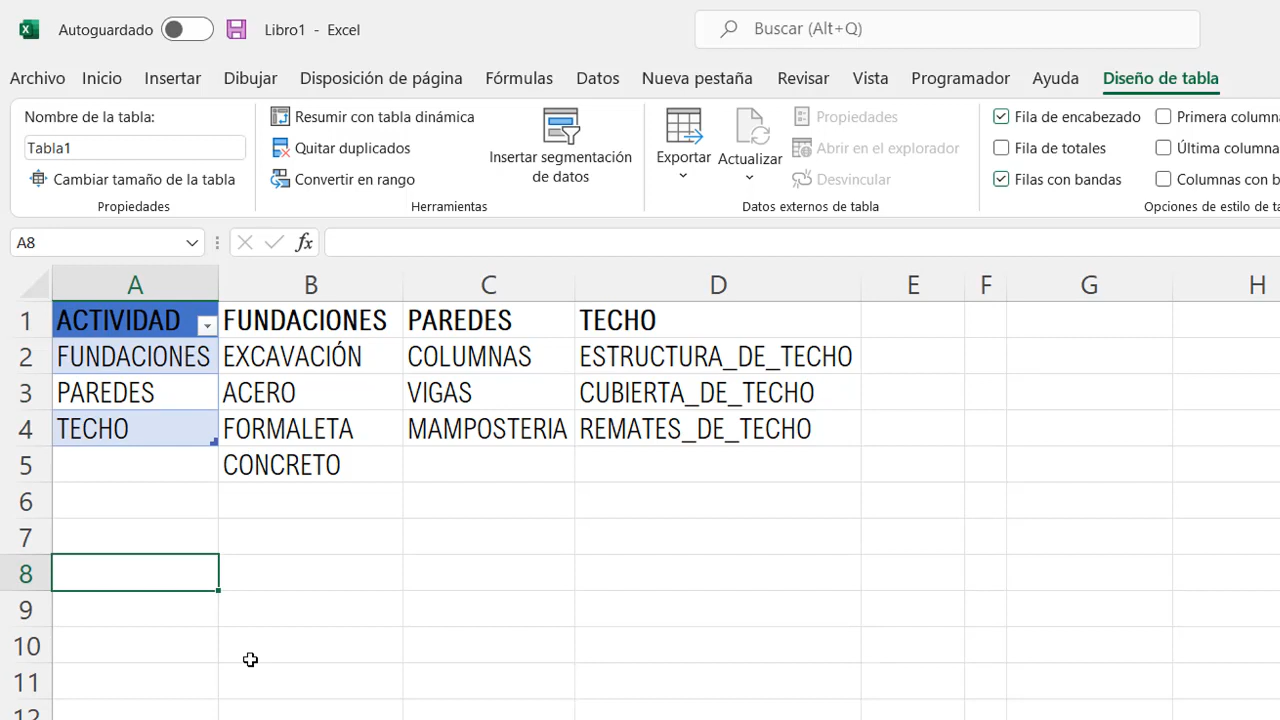 Autoguardado Libro1 - Excel Buscar (Alt+Q)
Archivo Inicio Insertar Dibujar Disposición de página Fórmulas Datos Nueva pestaña Revisar Vista Programador Ayuda Diseño de tabla
Nombre de la tabla:
Tabla1
Cambiar tamaño de la tabla
Propiedades
Resumir con tabla dinámica
Quitar duplicados
Convertir en rango
Insertar segmentación
de datos
Herramientas
Exportar
Actualizar
Propiedades
Abrir en el explorador
Desvincular
Datos externos de tabla
Fila de encabezado
Fila de totales
Filas con bandas
Primera column
Última columna
Columnas con b
Opciones de estilo de ta
A8 fx
A B C D E F G H
1 ACTIVIDAD FUNDACIONES PAREDES TECHO
2 FUNDACIONES EXCAVACIÓN COLUMNAS ESTRUCTURA_DE_TECHO
3 PAREDES ACERO VIGAS CUBIERTA_DE_TECHO
4 TECHO FORMALETA MAMPOSTERIA REMATES_DE_TECHO
5 CONCRETO
6
7
8
9
10
11
12